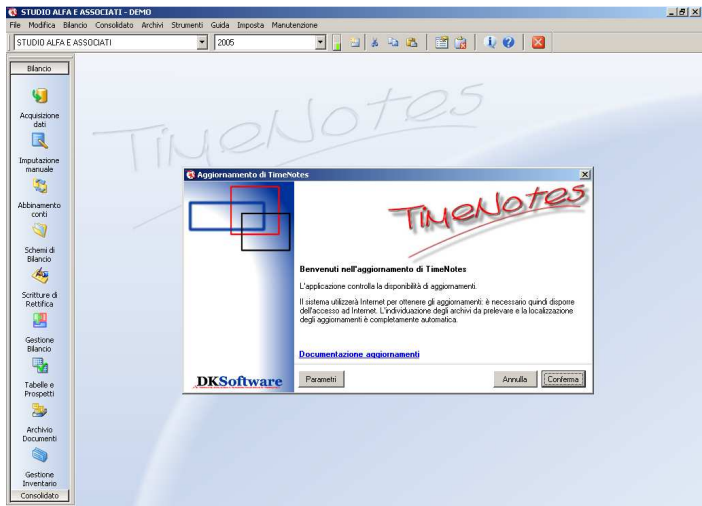 STUDIO ALFA E ASSOCIATI - DEMO
File Modifica Bilancio Consolidato Archivi Strumenti Guida Imposta Manutenzione
STUDIO ALFA E ASSOCIATI 2005
Bilancio
Acquisizione
dati
Imputazione
manuale
Abbinamento
conti
Schemi di
Bilancio
Scritture di
Rettifica
Gestione
Bilancio
Tabelle e
Prospetti
Archivio
Documenti
Gestione
Inventario
Consolidato
TimeNotes
Aggiornamento di TimeNotes
TimeNotes
Benvenuti nell'aggiornamento di TimeNotes
L'applicazione controlla la disponibilità di aggiornamenti.
Il sistema utilizzerà Internet per ottenere gli aggiornamenti: è necessario quindi disporre
dell'accesso ad Internet. L'individuazione degli archivi da prelevare e la localizzazione
degli aggiornamenti è completamente automatica.
Documentazione aggiornamenti
DKSoftware
Parametri Annulla Conferma